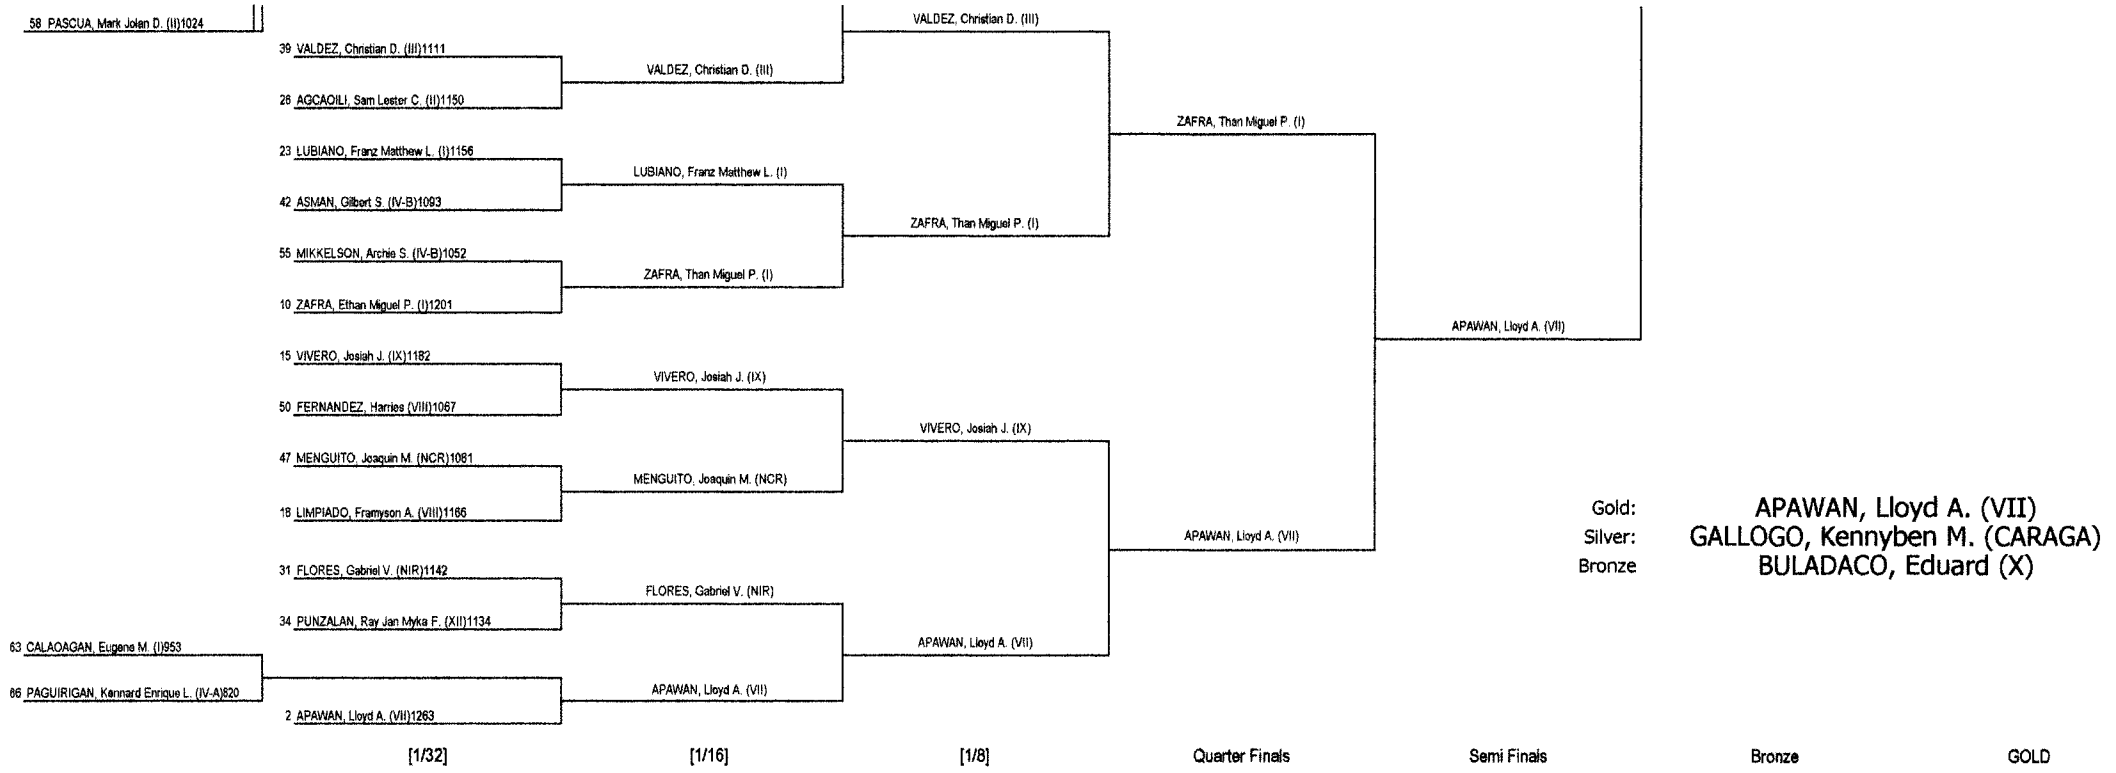 58 PASCUA, Mark Jolan D. (II)1024
39 VALDEZ, Christian D. (III)1111
26 AGCAOILI, Sam Lester C. (II)1150
23 LUBIANO, Franz Matthew L. (I)1156
42 ASMAN, Gilbert S. (IV-B)1093
55 MIKKELSON, Archie S. (IV-B)1052
10 ZAFRA, Ethan Miguel P. (I)1201
15 VIVERO, Josiah J. (IX)1182
50 FERNANDEZ, Harries (VIII)1067
47 MENGUITO, Joaquin M. (NCR)1081
18 LIMPIADO, Framyson A. (VIII)1166
31 FLORES, Gabriel V. (NIR)1142
34 PUNZALAN, Ray Jan Myka F. (XII)1134
63 CALAOAGAN, Eugene M. (I)953
66 PAGUIRIGAN, Kennard Enrique L. (IV-A)820
2 APAWAN, Lloyd A. (VII)1263
VALDEZ, Christian D. (III)
LUBIANO, Franz Matthew L. (I)
ZAFRA, Than Miguel P. (I)
VIVERO, Josiah J. (IX)
MENGUITO, Joaquin M. (NCR)
FLORES, Gabriel V. (NIR)
APAWAN, Lloyd A. (VII)
VALDEZ, Christian D. (III)
ZAFRA, Than Miguel P. (I)
VIVERO, Josiah J. (IX)
APAWAN, Lloyd A. (VII)
ZAFRA, Than Miguel P. (I)
APAWAN, Lloyd A. (VII)
APAWAN, Lloyd A. (VII)
Gold: APAWAN, Lloyd A. (VII)
Silver: GALLOGO, Kennyben M. (CARAGA)
Bronze BULADACO, Eduard (X)
[1/32] [1/16] [1/8] Quarter Finals Semi Finals Bronze GOLD